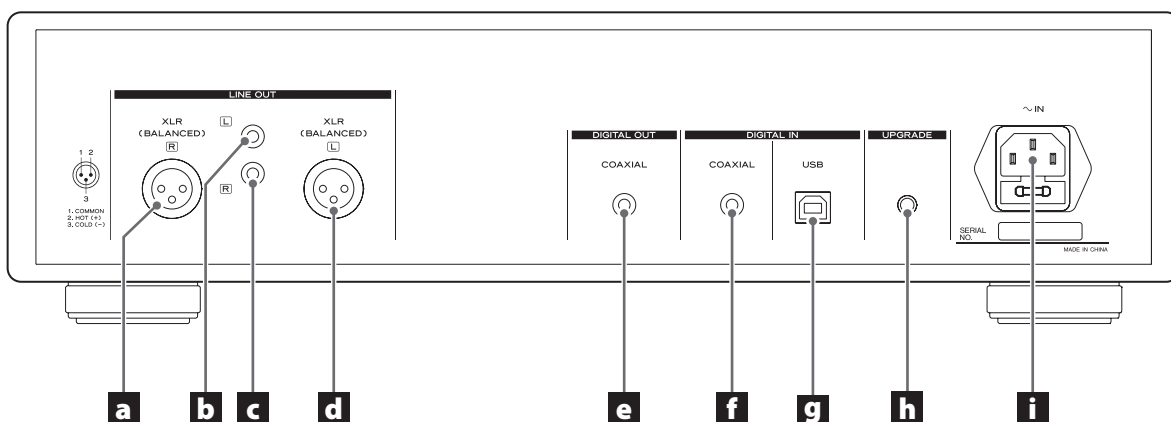 LINE OUT
XLR
(BALANCED)
R
L
R
XLR
(BALANCED)
L
1 2
3
1. COMMON
2. HOT (+)
3. COLD (−)
DIGITAL OUT
COAXIAL
DIGITAL IN
COAXIAL
USB
UPGRADE
~ IN
SERIAL
NO.
MADE IN CHINA
a b c d e f g h i